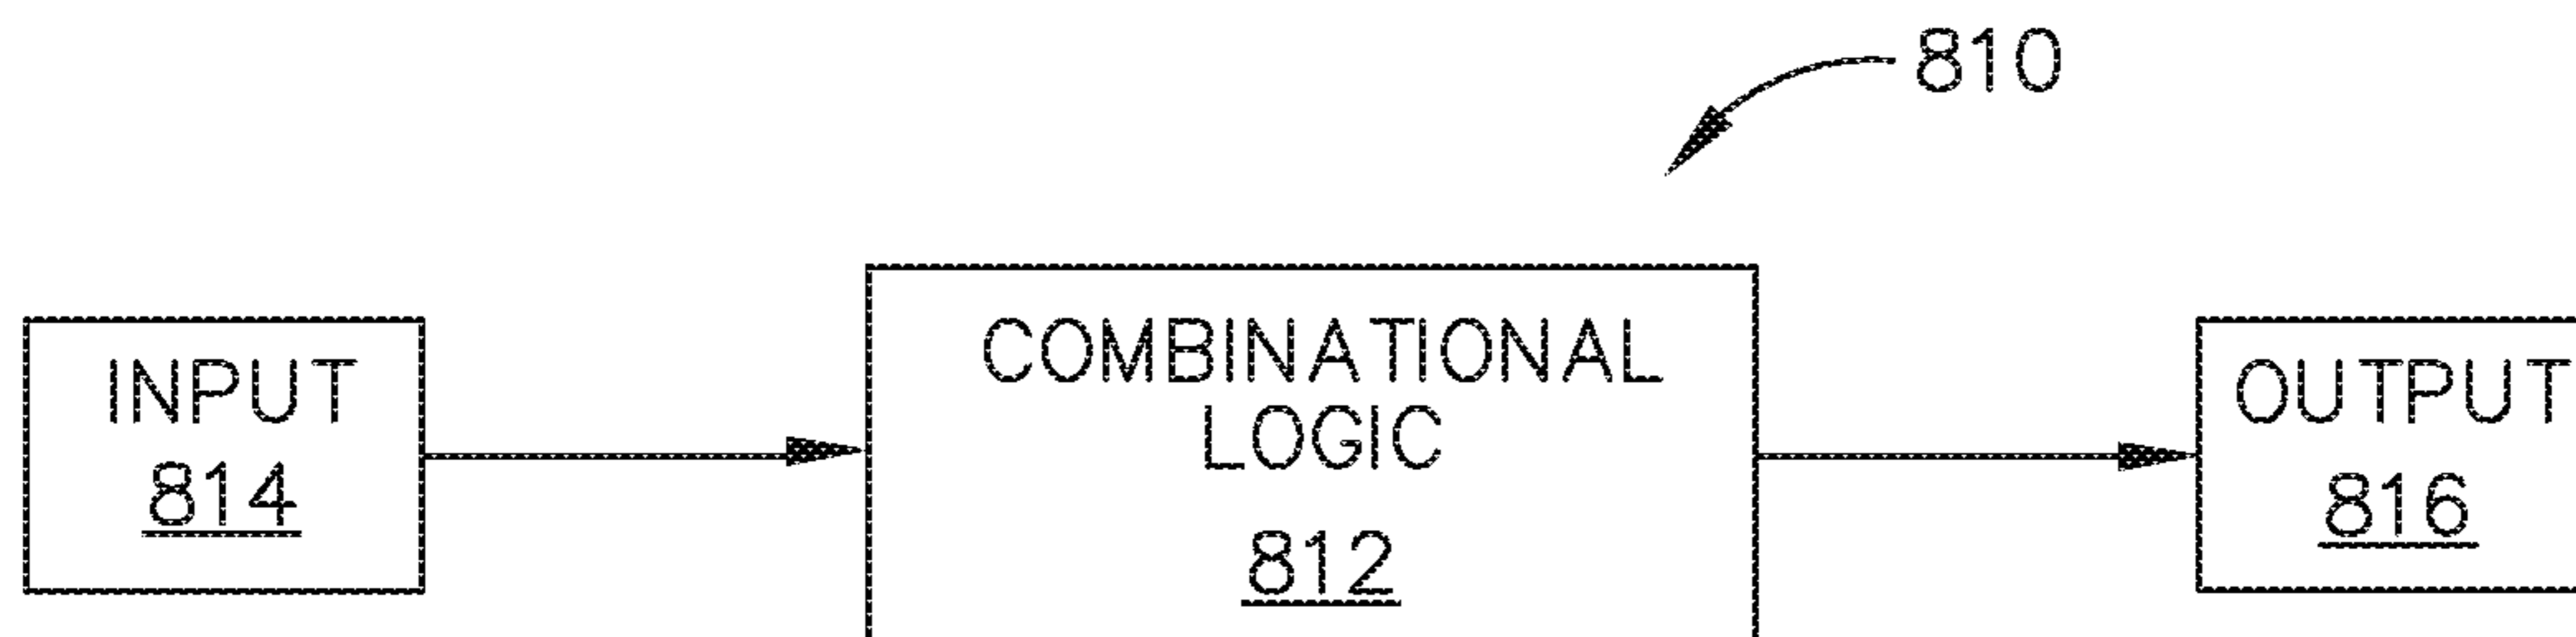 810
INPUT
814
COMBINATIONAL
LOGIC
812
OUTPUT
816